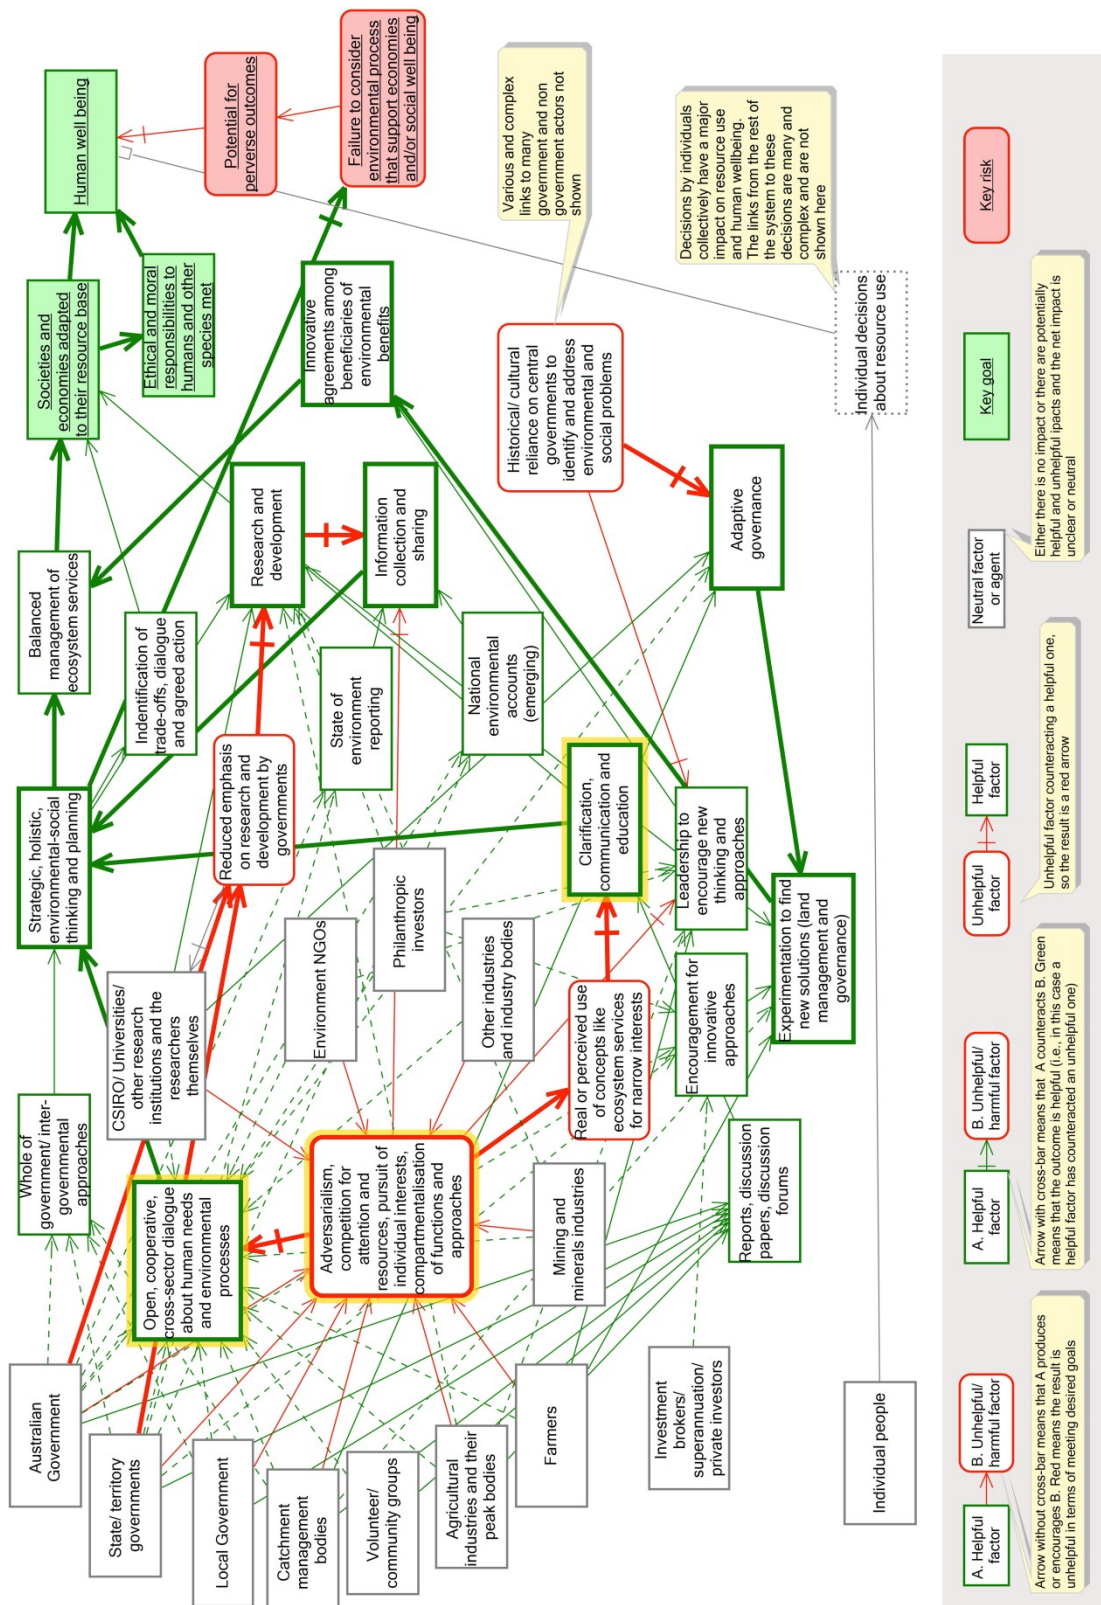 Australian
Government
State/ territory
governments
Local Government
Catchment
management
bodies
Volunteer/
community groups
Agricultural
industries and their
peak bodies
Farmers
Investment
brokers/
superannuation/
private investors
Individual people
Whole of
government/ inter-
governmental
approaches
Open, cooperative,
cross-sector dialogue
about human needs
and environmental
processes
Adversarialism,
competition for
attention and
resources, pursuit of
individual interests,
compartmentalisation
of functions and
approaches
Mining and
minerals industries
Reports, discussion
papers, discussion
forums
CSIRO/ Universities/
other research
institutions and the
researchers
themselves
Environment NGOs
Philanthropic
investors
Other industries
and industry bodies
Real or perceived use
of concepts like
ecosystem services
for narrow interests
Encouragement for
innovative
approaches
Strategic, holistic,
environmental-social
thinking and planning
Reduced emphasis
on research and
development by
governments
State of
environment
reporting
National
environmental
accounts
(emerging)
Clarification,
communication and
education
Leadership to
encourage new
thinking and
approaches
Experimentation to find
new solutions (land
management and
governance)
Balanced
management of
ecosystem services
Indentification of
trade-offs, dialogue
and agreed action
Research and
development
Information
collection and
sharing
Adaptive
governance
Societies and
economies adapted
to their resource base
Ethical and moral
responsibilities to
humans and other
species met
Innovative
agreements among
beneficiaries of
environmental
benefits
Historical/ cultural
reliance on central
governments to
identify and address
environmental and
social problems
Individual decisions
about resource use
Human well being
Potential for
perverse outcomes
Failure to consider
environmental process
that support economies
and/or social well being
Various and complex
links to many
government and non
government actors not
shown
Decisions by individuals
collectively have a major
impact on resource use
and human wellbeing.
The links from the rest of
the system to these
decisions are many and
complex and are not
shown here
A. Helpful
factor
B. Unhelpful/
harmful factor
Arrow without cross-bar means that A produces
or encourages B. Red means the result is
unhelpful in terms of meeting desired goals
A. Helpful
factor
B. Unhelpful/
harmful factor
Arrow with cross-bar means that A counteracts B. Green
means that the outcome is helpful (i.e., in this case a
helpful factor has counteracted an unhelpful one)
Unhelpful
factor
Helpful
factor
Unhelpful factor counteracting a helpful one,
so the result is a red arrow
Neutral factor
or agent
Either there is no impact or there are potentially
helpful and unhelpful ipacts and the net impact is
unclear or neutral
Key goal
Key risk